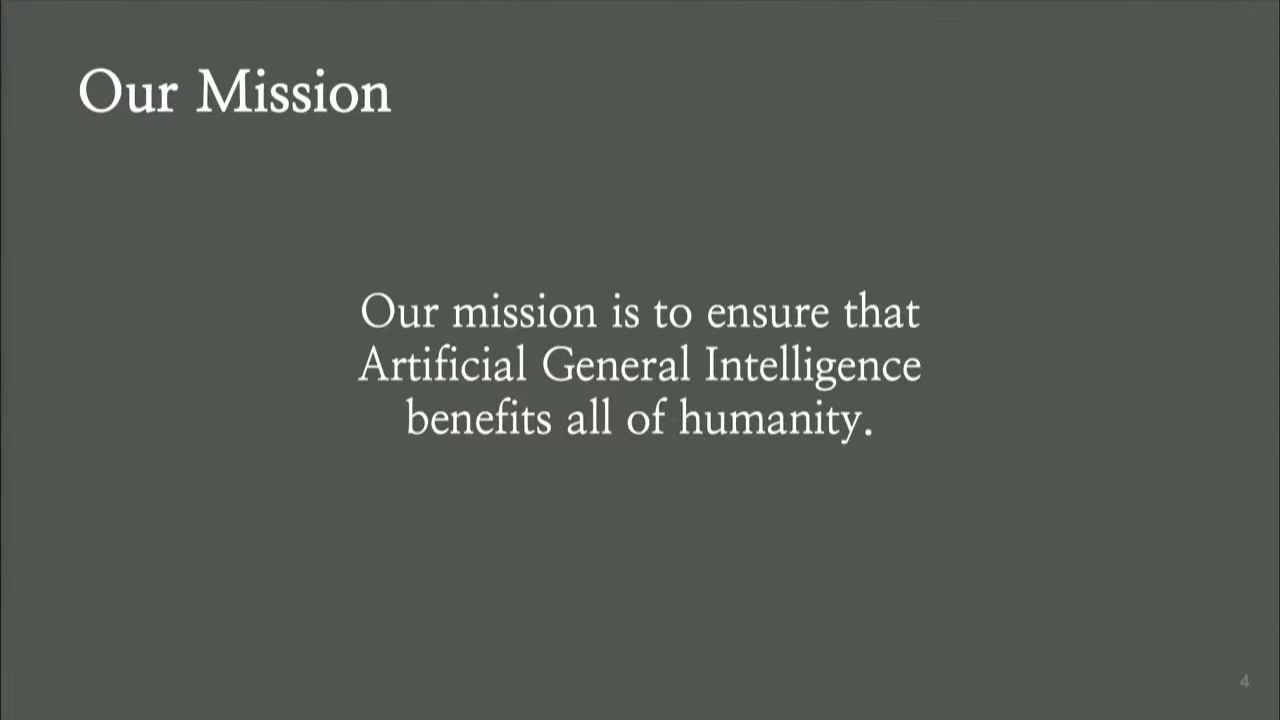 Our Mission
Our mission is to ensure that
Artificial General Intelligence
benefits all of humanity.
4